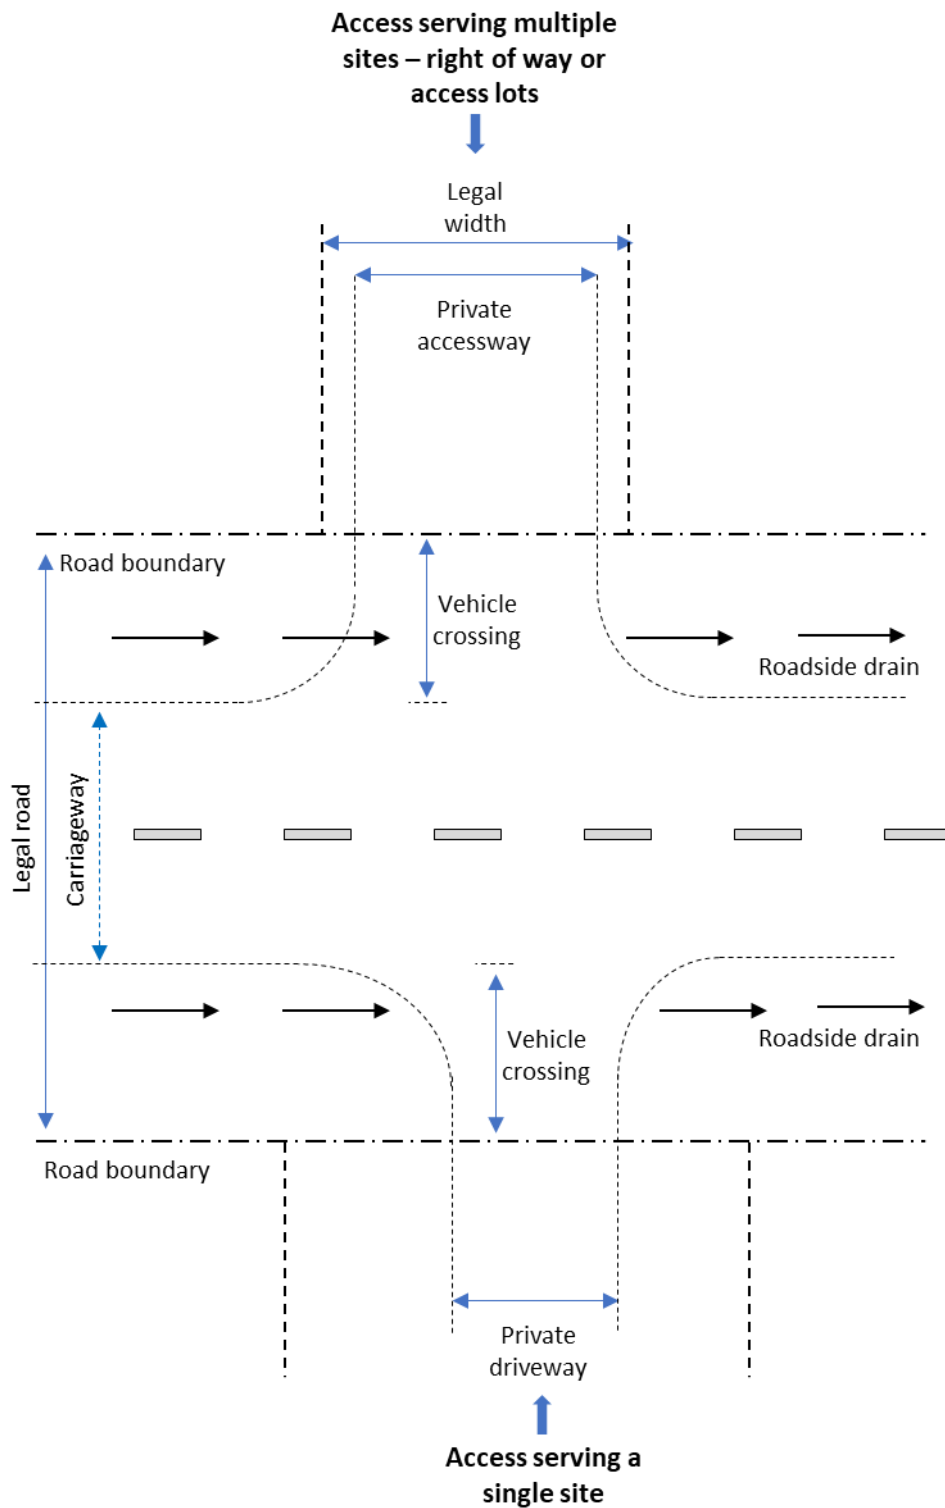 Access serving multiple
sites – right of way or
access lots
Legal
width
Private
accessway
Road boundary
Vehicle
crossing
Roadside drain
Legal road
Carriageway
Vehicle
crossing
Roadside drain
Road boundary
Private
driveway
Access serving a
single site